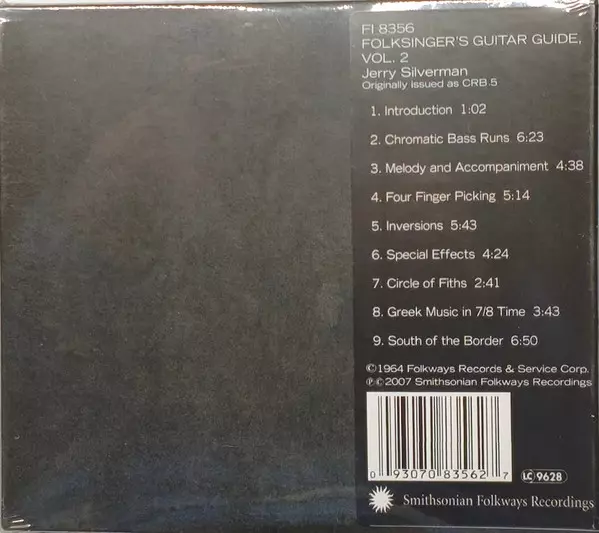 FI 8356
FOLKSINGER'S GUITAR GUIDE,
VOL. 2
Jerry Silverman
Originally issued as CRB.5
1. Introduction 1:02
2. Chromatic Bass Runs 6:23
3. Melody and Accompaniment 4:38
4. Four Finger Picking 5:14
5. Inversions 5:43
6. Special Effects 4:24
7. Circle of Fiths 2:41
8. Greek Music in 7/8 Time 3:43
9. South of the Border 6:50
©1964 Folkways Records & Service Corp.
℗©2007 Smithsonian Folkways Recordings
0 93070 83562 7
LC 9628
Smithsonian Folkways Recordings